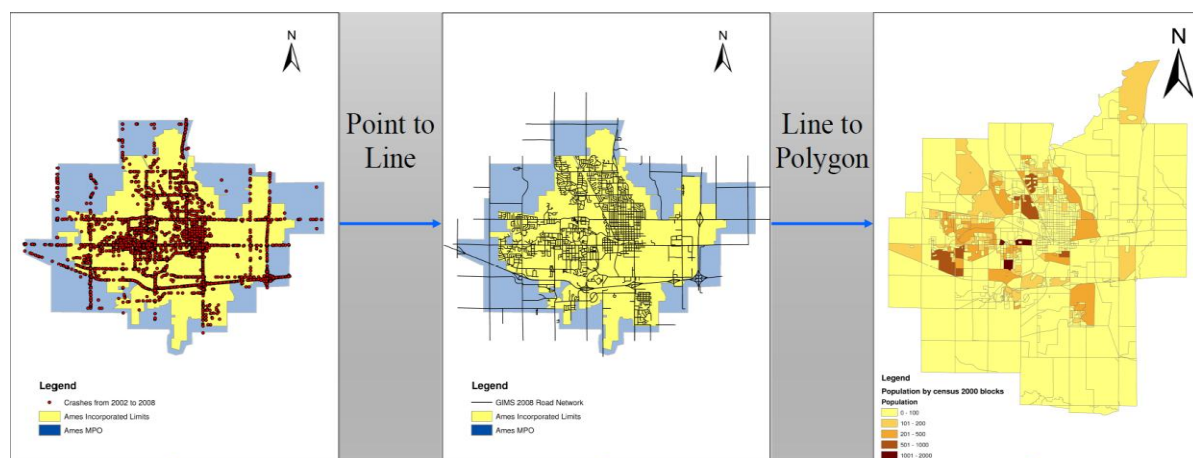 N
Point to
Line
N
Line to
Polygon
N
Legend
Crashes from 2002 to 2008
Ames Incorporated Limits
Ames MPO
Legend
GIMS 2008 Road Network
Ames Incorporated Limits
Ames MPO
Legend
Population by census 2000 blocks
Population
0 - 100
101 - 200
201 - 500
501 - 1000
1001 - 2000